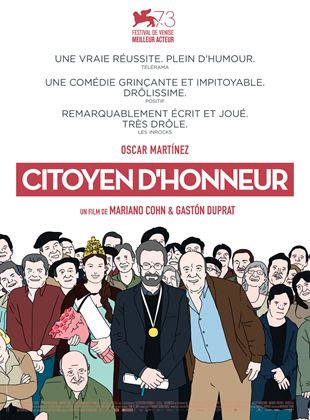 73
FESTIVAL DE VENISE
MEILLEUR ACTEUR
UNE VRAIE RÉUSSITE. PLEIN D'HUMOUR.
TÉLÉRAMA
UNE COMÉDIE GRINÇANTE ET IMPITOYABLE.
DRÔLISSIME.
POSITIF
REMARQUABLEMENT ÉCRIT ET JOUÉ.
TRÈS DRÔLE.
LES INROCKS
OSCAR MARTÍNEZ
CITOYEN D'HONNEUR
UN FILM DE MARIANO COHN & GASTÓN DUPRAT